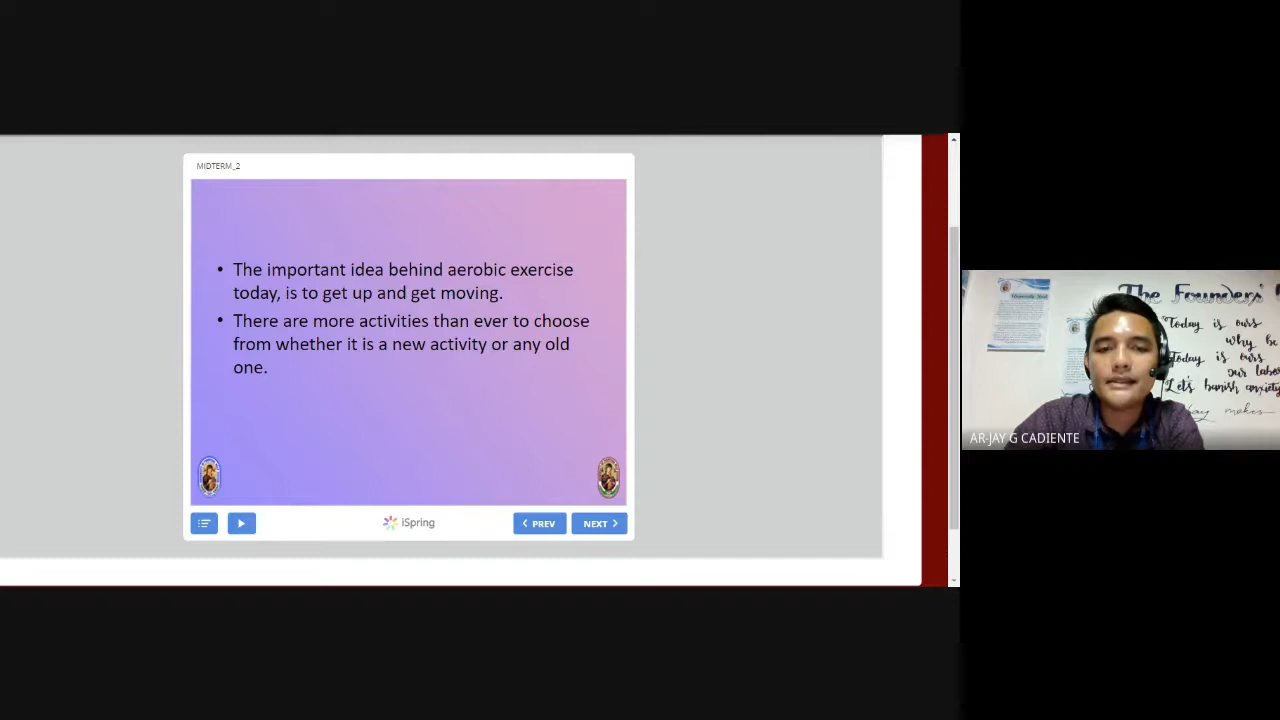 MIDTERM_2
• The important idea behind aerobic exercise
today, is to get up and get moving.
• There are more activities than ever to choose
from whether it is a new activity or any old
one.
iSpring
PREV
NEXT
The Founders'
"Today is ours
why be
Today is ours
our labo
Let's banish anxiety
makes
AR-JAY G CADIENTE